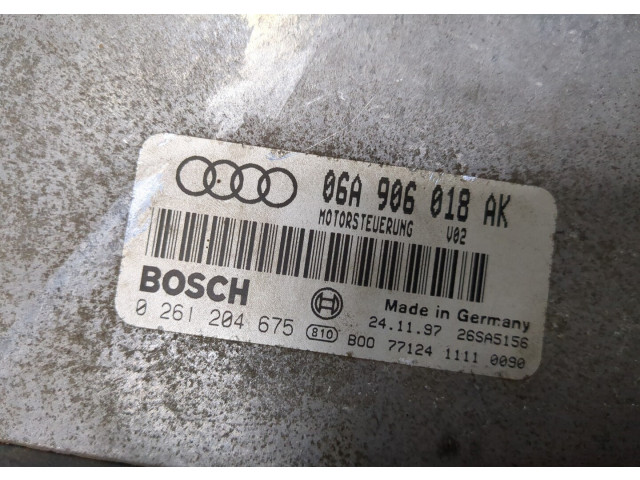 06A 906 018 AK
MOTORSTEUERUNG V02
BOSCH
Made in Germany
0 261 204 675 810 24.11.97 26SA5156
B00 77124 1111 0090